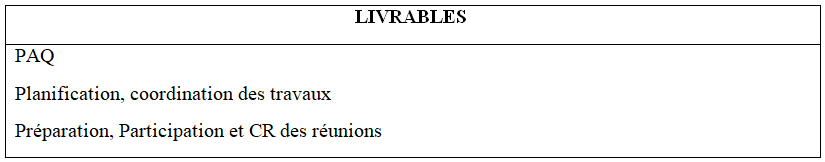 LIVRABLES
PAQ
Planification, coordination des travaux
Préparation, Participation et CR des réunions